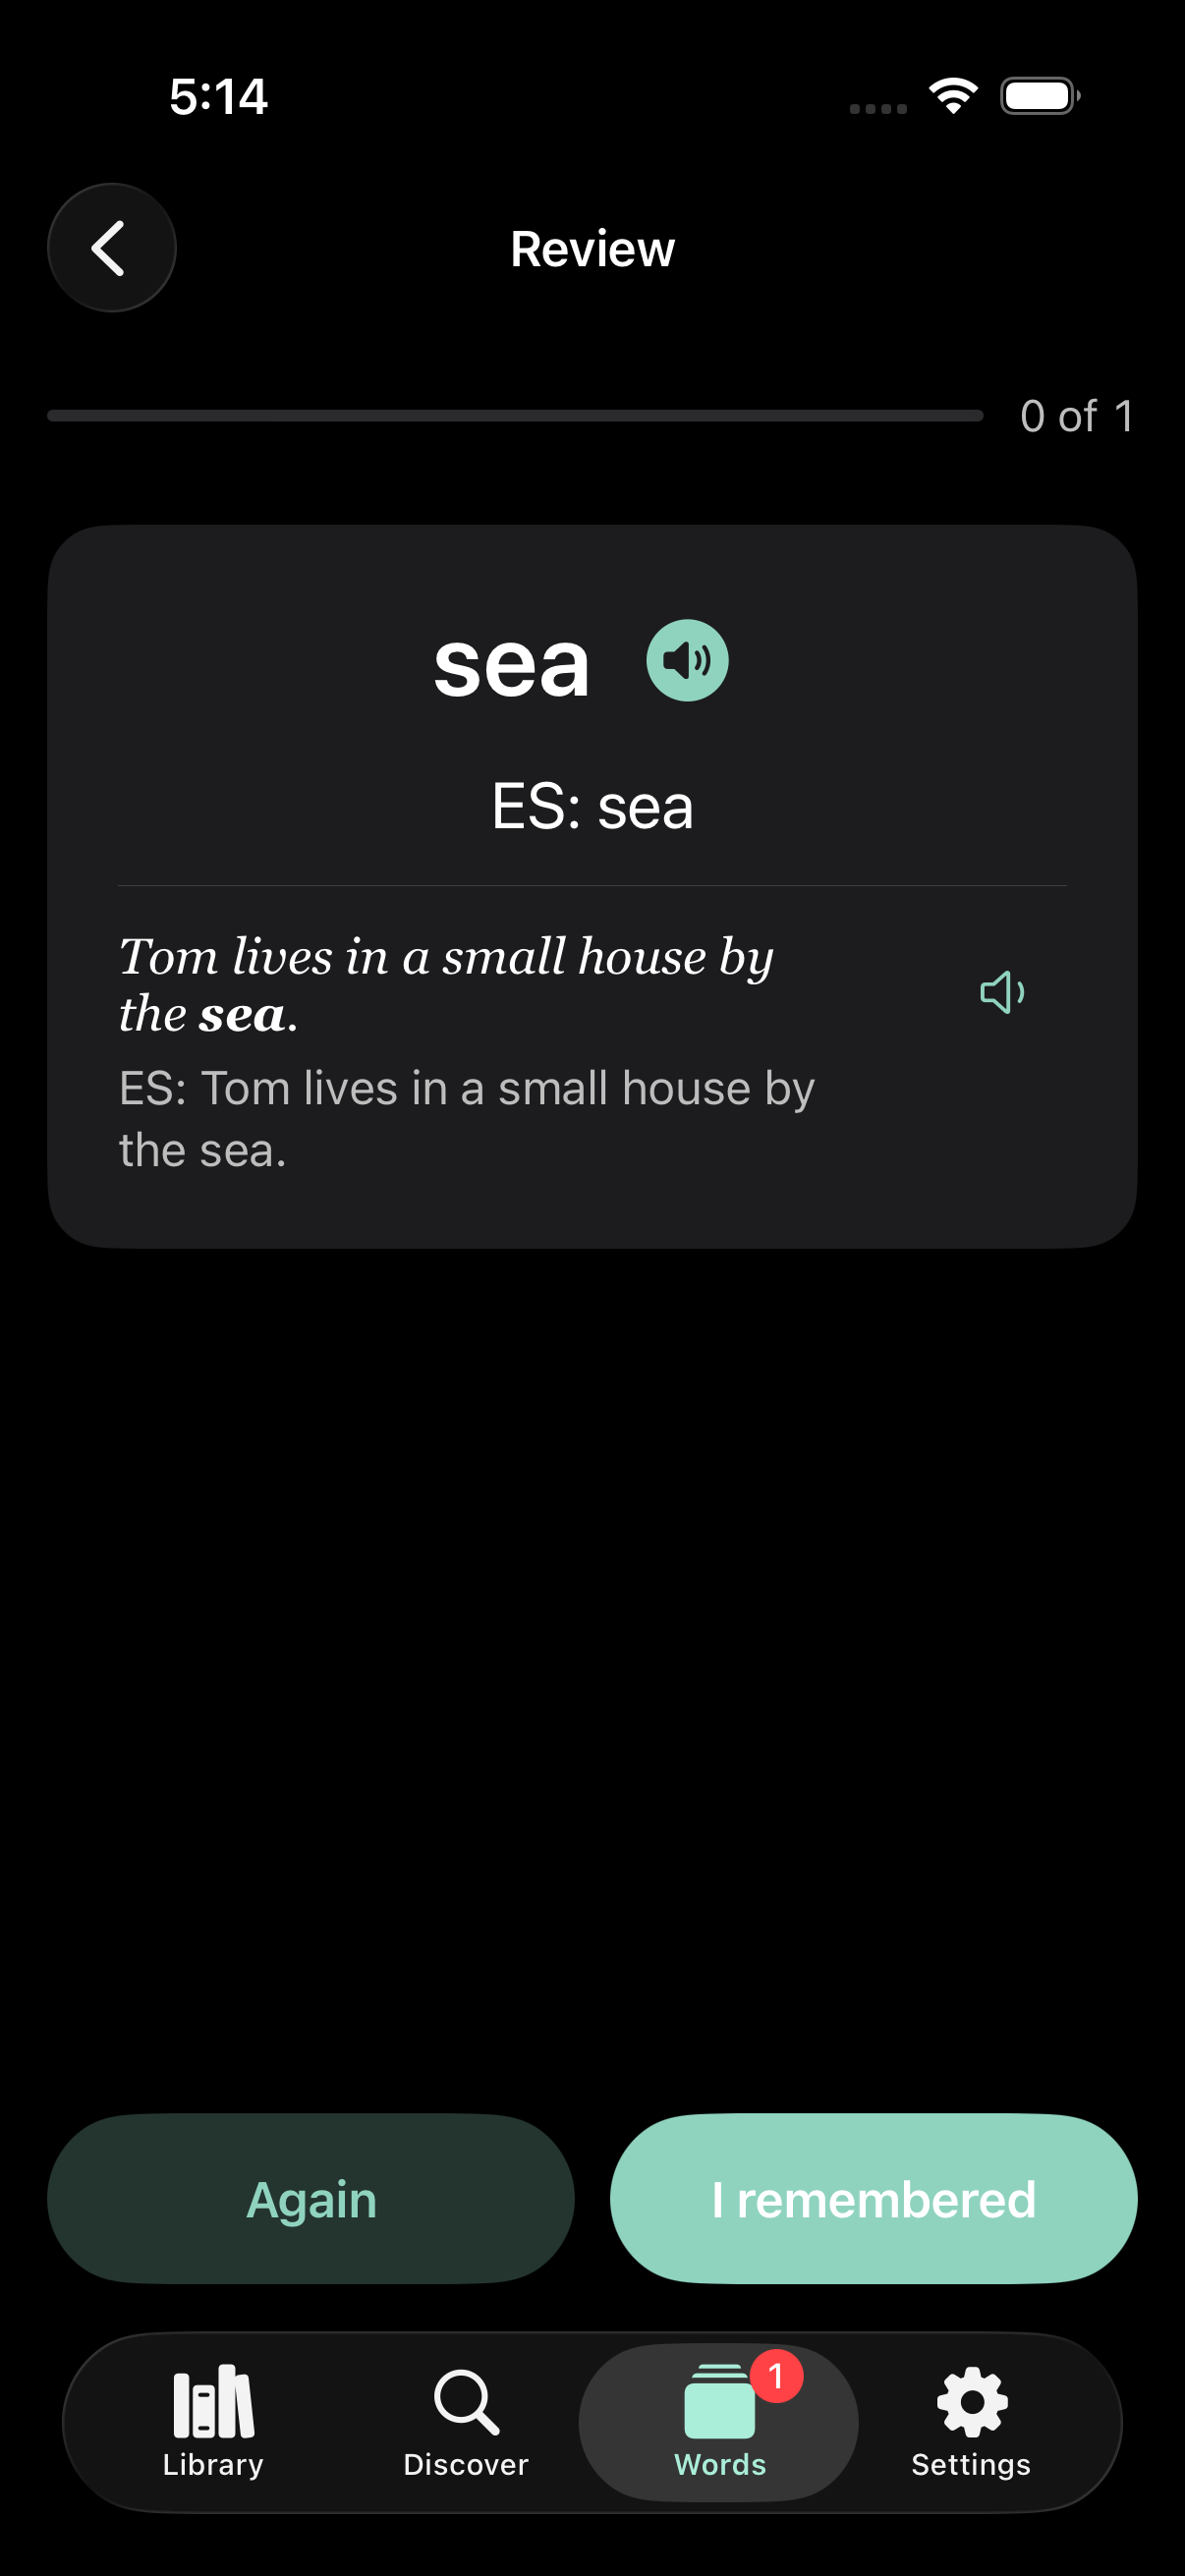 5:14
Review
0 of 1
sea
ES: sea
Tom lives in a small house by
the sea.
ES: Tom lives in a small house by
the sea.
Again
I remembered
1
Library
Discover
Words
Settings